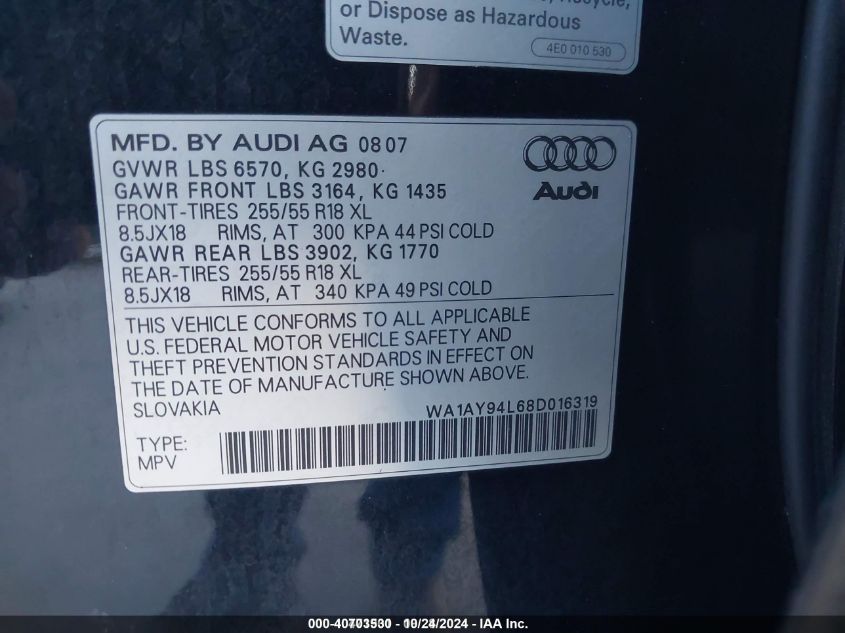 or Dispose as Hazardous
Waste.
4E0 010 530
MFD. BY AUDI AG 08 07
GVWR LBS 6570, KG 2980
GAWR FRONT LBS 3164, KG 1435
FRONT-TIRES 255/55 R18 XL
8.5JX18 RIMS, AT 300 KPA 44 PSI COLD
GAWR REAR LBS 3902, KG 1770
REAR-TIRES 255/55 R18 XL
8.5JX18 RIMS, AT 340 KPA 49 PSI COLD
Audi
THIS VEHICLE CONFORMS TO ALL APPLICABLE
U.S. FEDERAL MOTOR VEHICLE SAFETY AND
THEFT PREVENTION STANDARDS IN EFFECT ON
THE DATE OF MANUFACTURE SHOWN ABOVE.
SLOVAKIA WA1AY94L68D016319
TYPE:
MPV